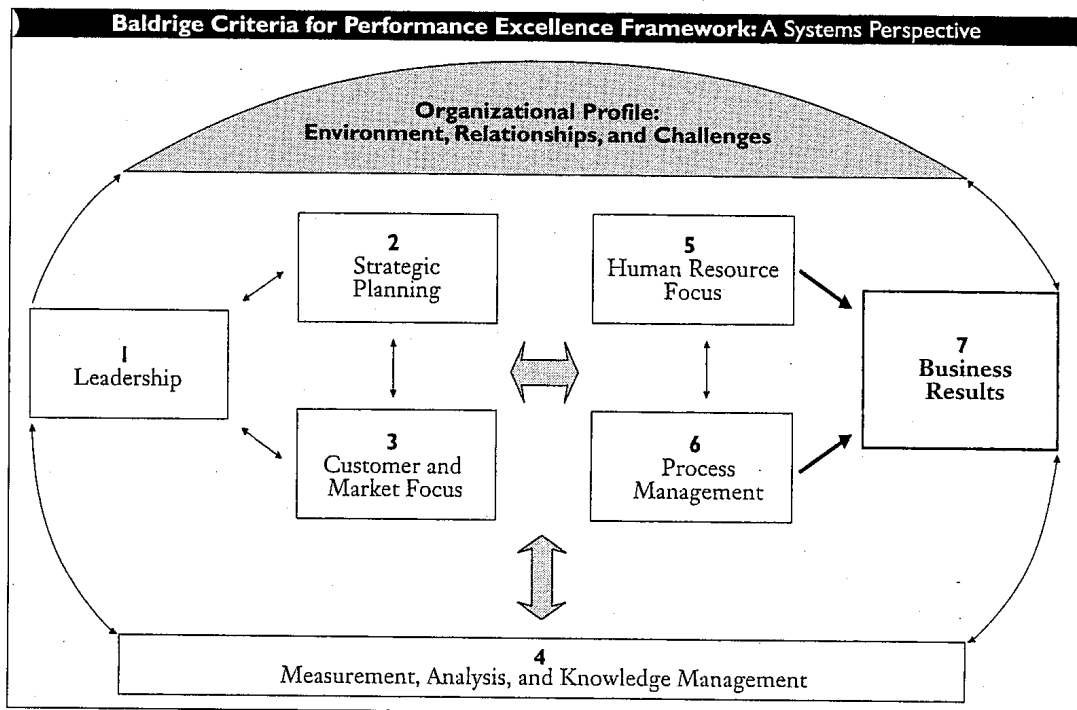 Baldrige Criteria for Performance Excellence Framework: A Systems Perspective
Organizational Profile:
Environment, Relationships, and Challenges
2
Strategic
Planning
5
Human Resource
Focus
1
Leadership
7
Business
Results
3
Customer and
Market Focus
6
Process
Management
4
Measurement, Analysis, and Knowledge Management